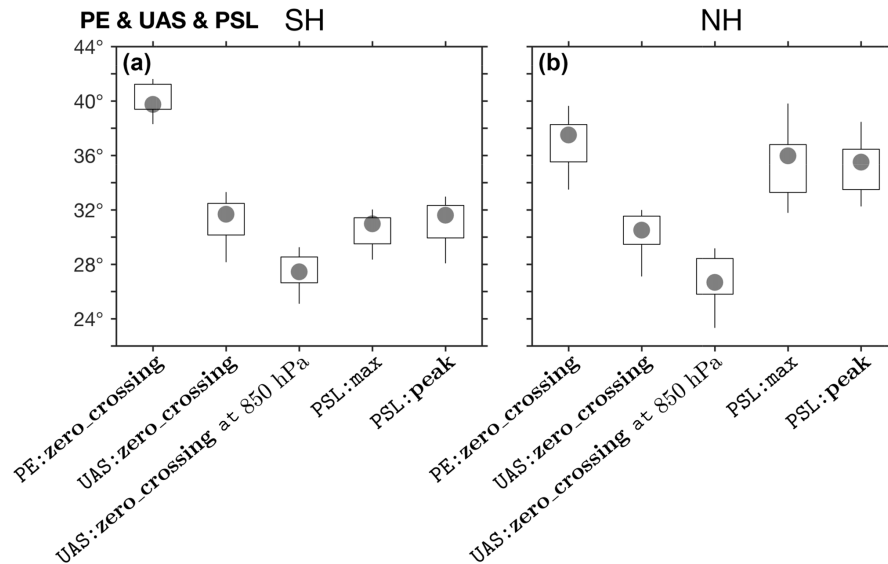 PE & UAS & PSL SH NH
(a) (b)
44°
40°
36°
32°
28°
24°
PE:zero_crossing
UAS:zero_crossing
UAS:zero_crossing at 850 hPa
PSL:max
PSL:peak
PE:zero_crossing
UAS:zero_crossing
UAS:zero_crossing at 850 hPa
PSL:max
PSL:peak